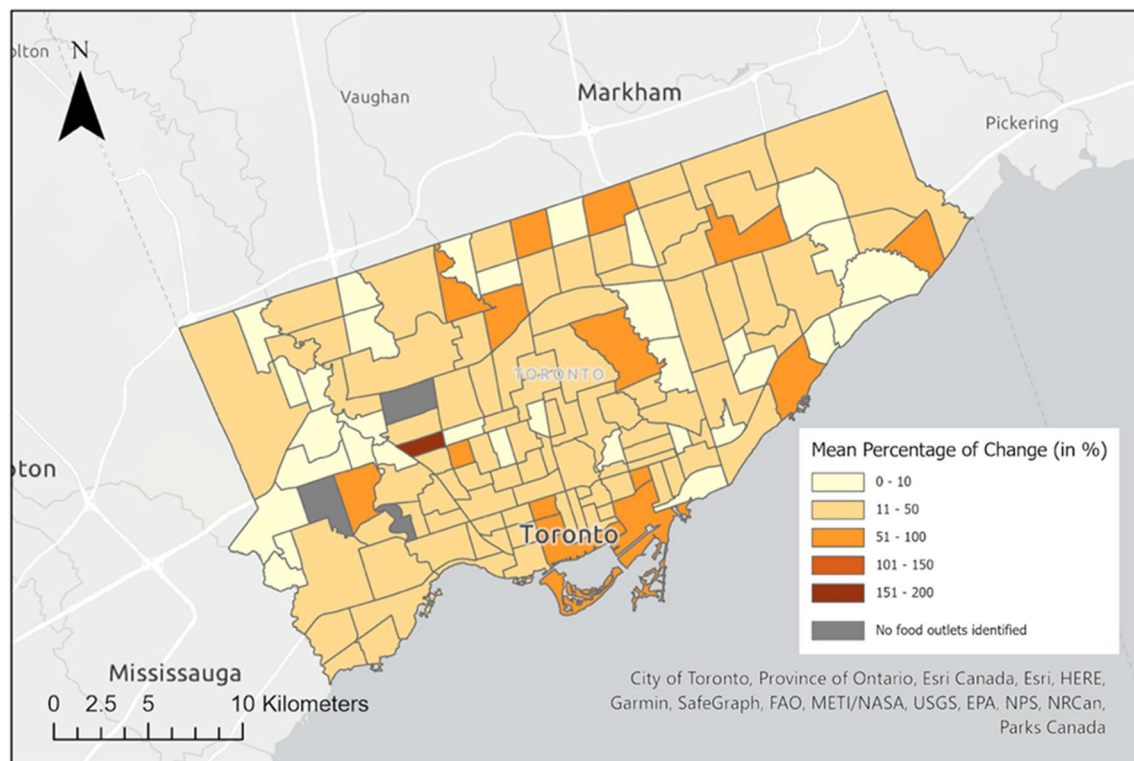 N
olton
Vaughan
Markham
Pickering
TORONTO
pton
Toronto
Mississauga
0 2.5 5 10 Kilometers
Mean Percentage of Change (in %)
0 - 10
11 - 50
51 - 100
101 - 150
151 - 200
No food outlets identified
City of Toronto, Province of Ontario, Esri Canada, Esri, HERE,
Garmin, SafeGraph, FAO, METI/NASA, USGS, EPA, NPS, NRCan,
Parks Canada